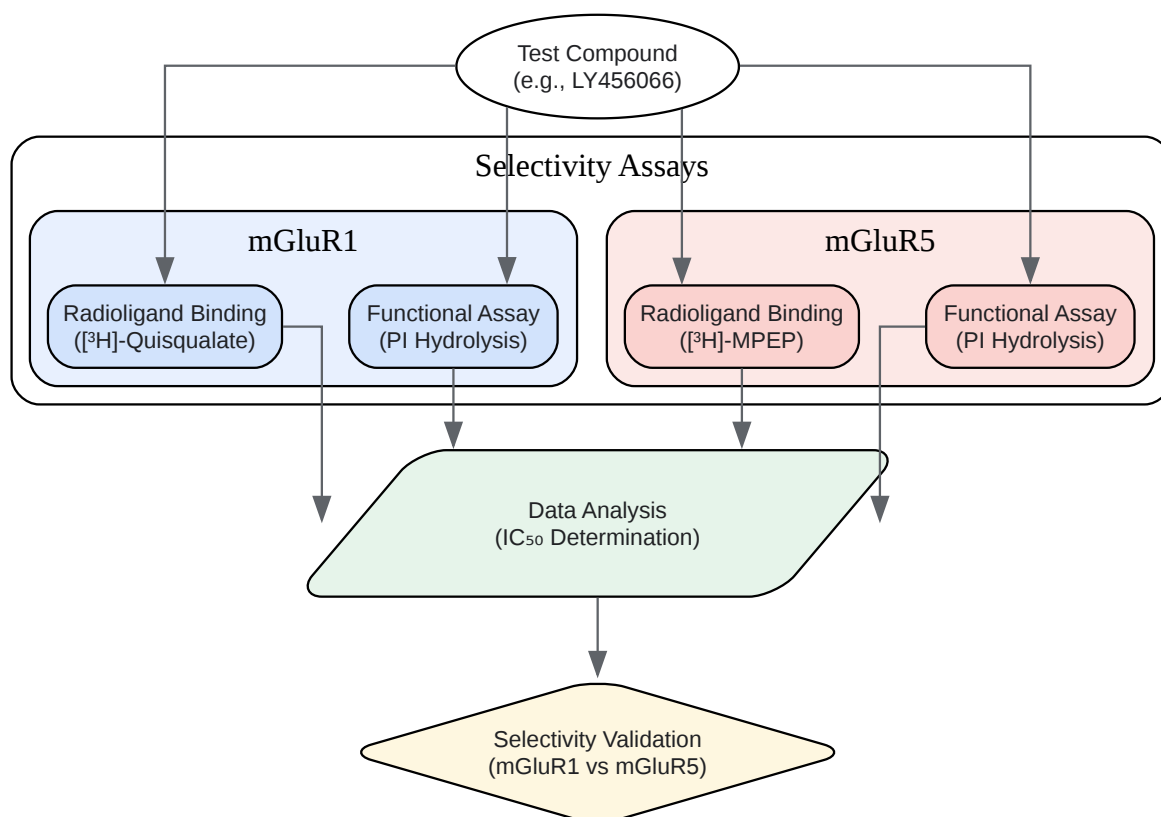 Test Compound
(e.g., LY456066)
Selectivity Assays
mGluR1
mGluR5
Radioligand Binding
([³H]-Quisqualate)
Functional Assay
(PI Hydrolysis)
Radioligand Binding
([³H]-MPEP)
Functional Assay
(PI Hydrolysis)
Data Analysis
(IC₅₀ Determination)
Selectivity Validation
(mGluR1 vs mGluR5)